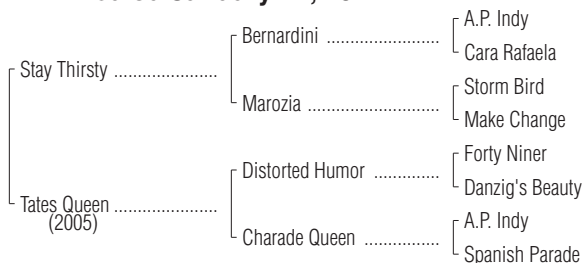 A.P. Indy
Bernardini
Cara Rafaela
Stay Thirsty
Storm Bird
Marozia
Make Change
Forty Niner
Distorted Humor
Danzig's Beauty
Tates Queen
(2005)
A.P. Indy
Charade Queen
Spanish Parade